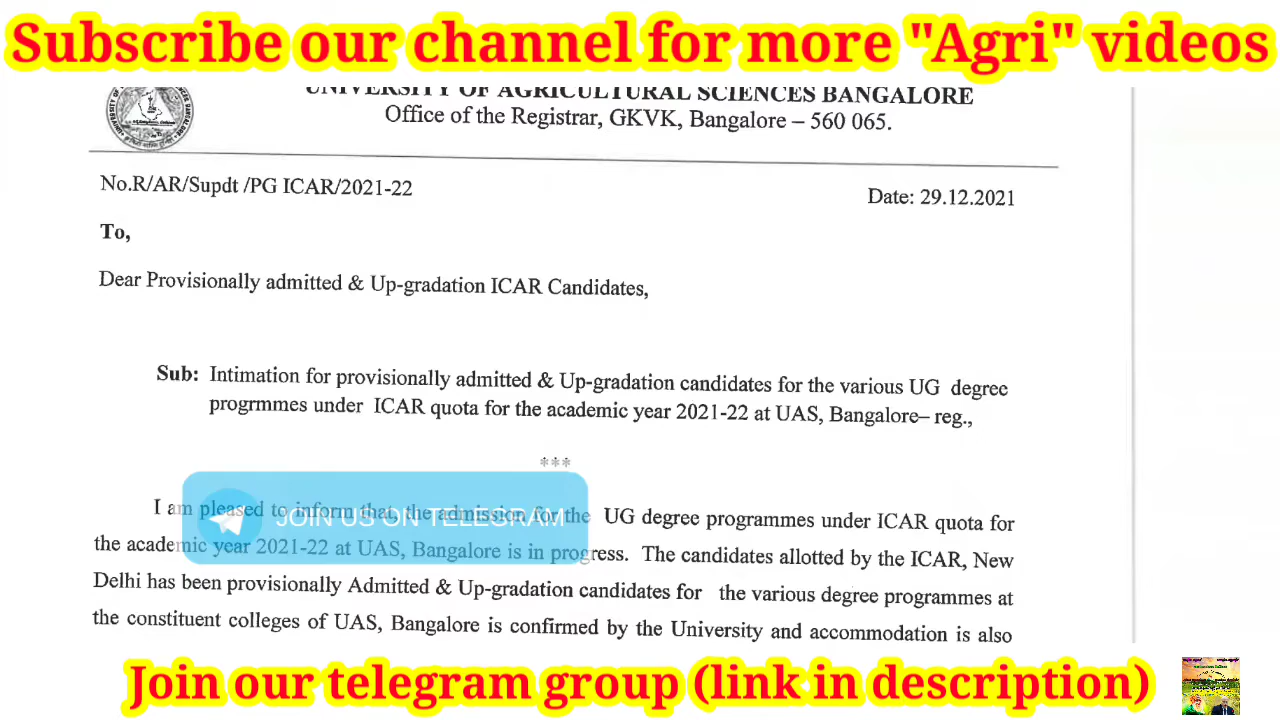 Subscribe our channel for more "Agri" videos
UNIVERSITY OF AGRICULTURAL SCIENCES BANGALORE
Office of the Registrar, GKVK, Bangalore – 560 065.
No.R/AR/Supdt /PG ICAR/2021-22
Date: 29.12.2021
To,
Dear Provisionally admitted & Up-gradation ICAR Candidates,
Sub: Intimation for provisionally admitted & Up-gradation candidates for the various UG degree
progrmmes under ICAR quota for the academic year 2021-22 at UAS, Bangalore– reg.,
***
I am pleased to inform that, the admission for the UG degree programmes under ICAR quota for
JOIN US ON TELEGRAM
the academic year 2021-22 at UAS, Bangalore is in progress. The candidates allotted by the ICAR, New
Delhi has been provisionally Admitted & Up-gradation candidates for the various degree programmes at
the constituent colleges of UAS, Bangalore is confirmed by the University and accommodation is also
Join our telegram group (link in description)